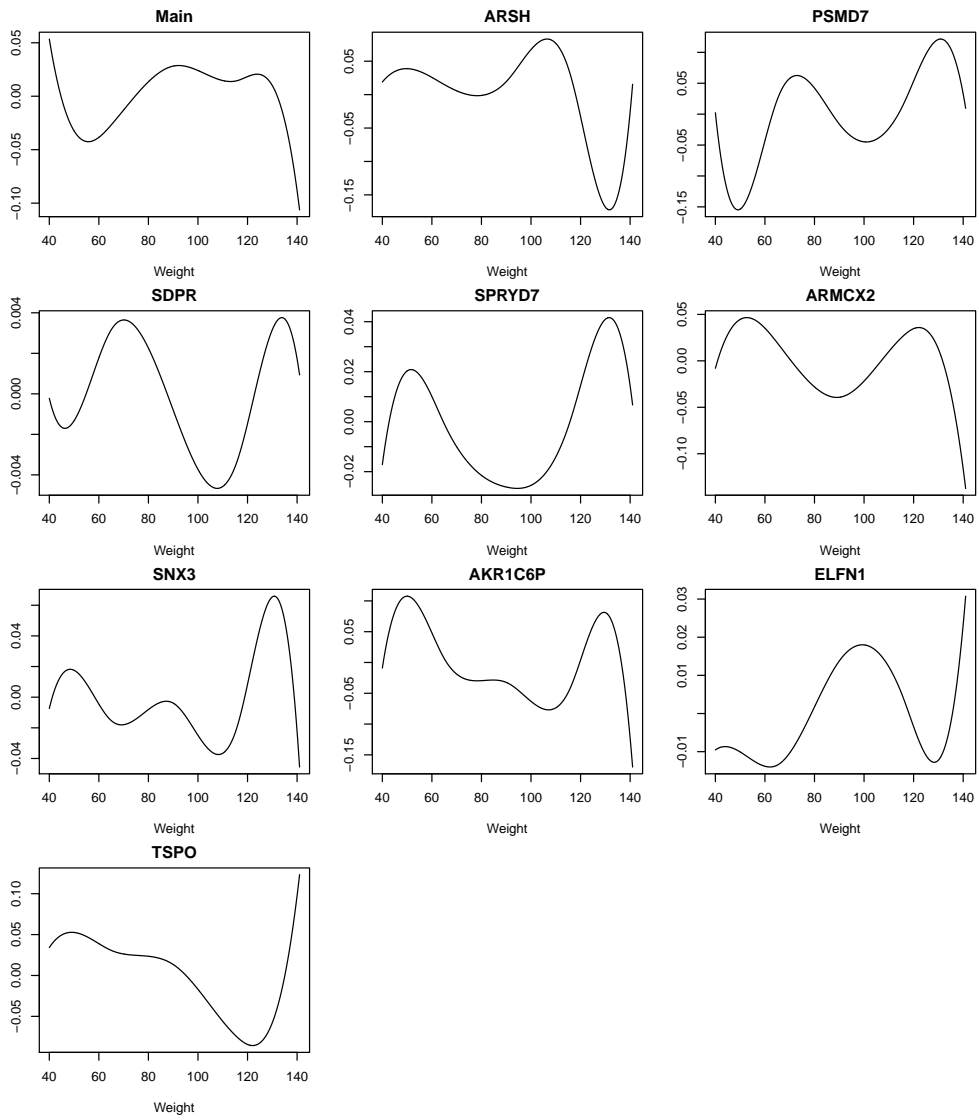 Main ARSH PSMD7
0.05 0.00 −0.05 −0.10
0.05 −0.05 −0.15
0.05 −0.05 −0.15
40 60 80 100 120 140
40 60 80 100 120 140
40 60 80 100 120 140
Weight Weight Weight
SDPR SPRYD7 ARMCX2
0.004 0.000 −0.004
0.04 0.02 0.00 −0.02
0.05 0.00 −0.05 −0.10
40 60 80 100 120 140
40 60 80 100 120 140
40 60 80 100 120 140
Weight Weight Weight
SNX3 AKR1C6P ELFN1
0.04 0.00 −0.04
0.05 −0.05 −0.15
0.03 0.02 0.01 −0.01
40 60 80 100 120 140
40 60 80 100 120 140
40 60 80 100 120 140
Weight Weight Weight
TSPO
0.10 0.05 0.00 −0.05
40 60 80 100 120 140
Weight